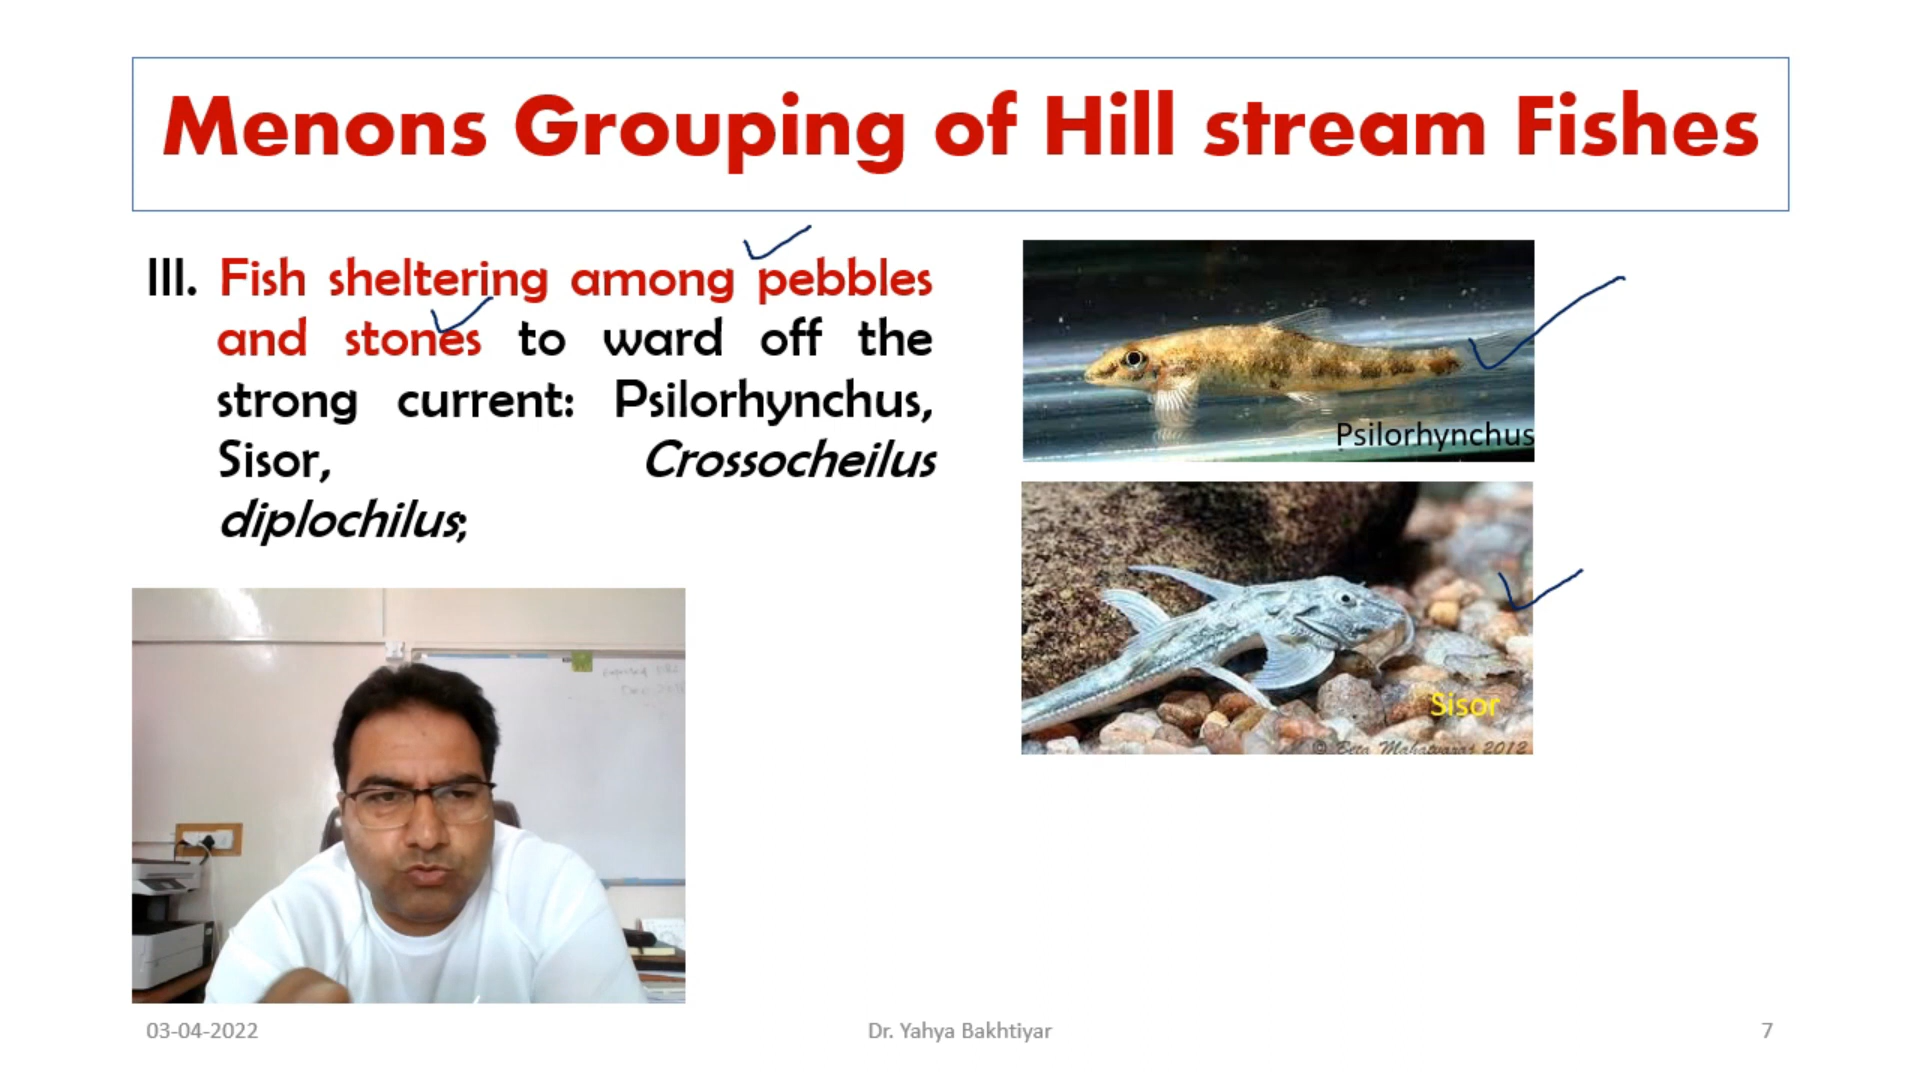 Menons Grouping of Hill stream Fishes
III. Fish sheltering among pebbles
and stones to ward off the
strong current: Psilorhynchus,
Sisor, Crossocheilus
diplochilus;
Psilorhynchus
Sisor
© Beta Mahatvaraj 2012
03-04-2022
Dr. Yahya Bakhtiyar
7